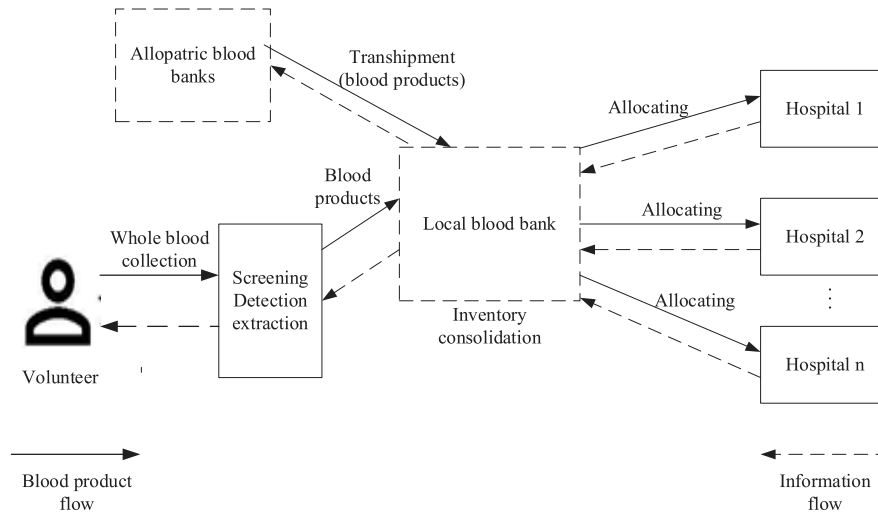 Allopatric blood
banks
Transhipment
(blood products)
Allocating
Hospital 1
Blood
products
Local blood bank
Allocating
Hospital 2
Whole blood
collection
Screening
Detection
extraction
Inventory
consolidation
Allocating
Hospital n
Volunteer
Blood product
flow
Information
flow